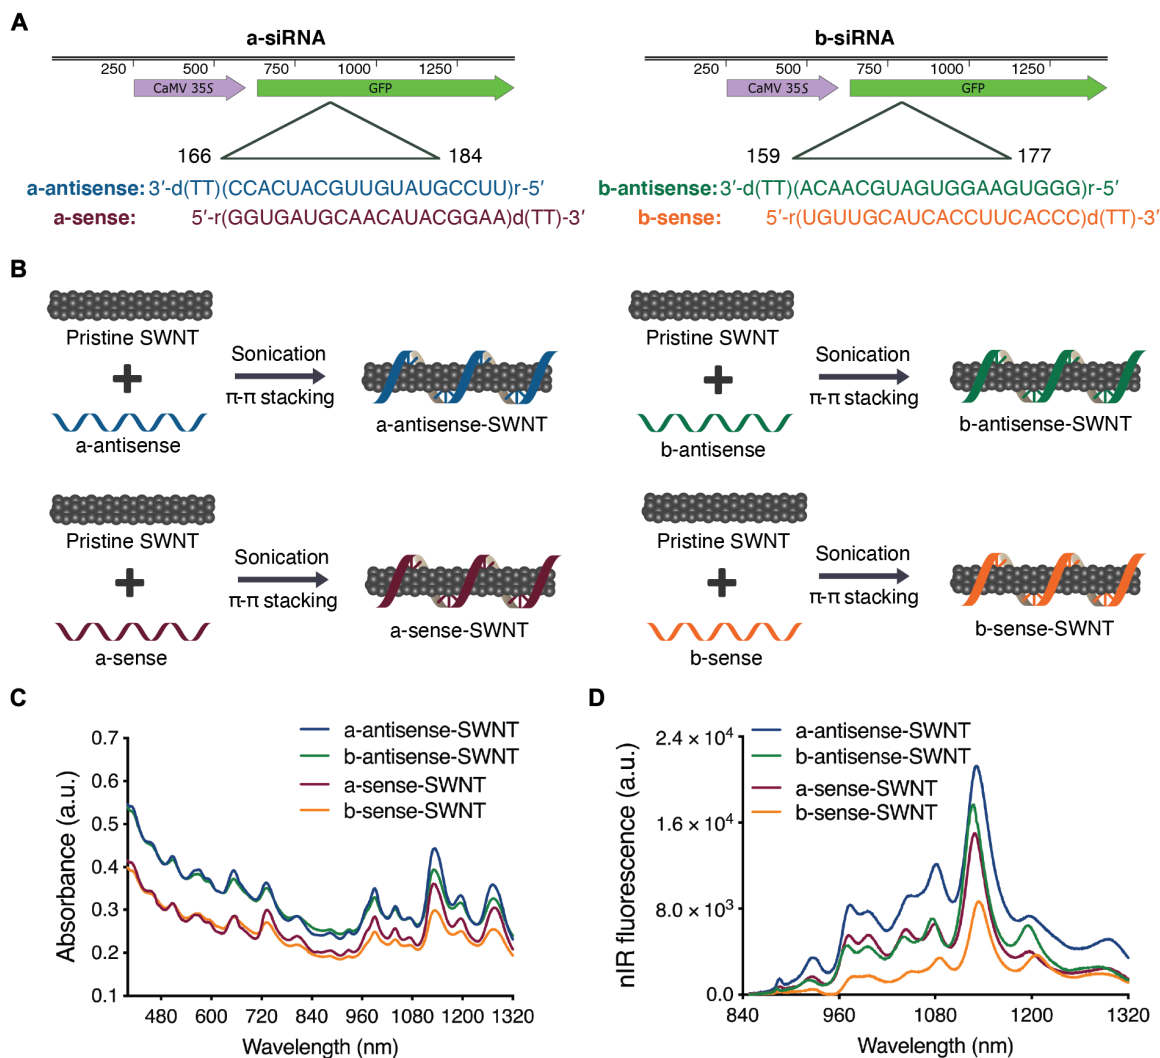 A
a-siRNA
250 500 750 1000 1250
CaMV 35S GFP
166 184
a-antisense: 3′-d(TT)(CCACUACGUUGUAUGCCUU)r-5′
a-sense: 5′-r(GGUGAUGCAACAUACGGAA)d(TT)-3′
b-siRNA
250 500 750 1000 1250
CaMV 35S GFP
159 177
b-antisense: 3′-d(TT)(ACAACGUAGUGGAAGUGGG)r-5′
b-sense: 5′-r(UGUUGCAUCACCUUCACCC)d(TT)-3′
B
Pristine SWNT
+
a-antisense
Sonication
π-π stacking
a-antisense-SWNT
Pristine SWNT
+
b-antisense
Sonication
π-π stacking
b-antisense-SWNT
Pristine SWNT
+
a-sense
Sonication
π-π stacking
a-sense-SWNT
Pristine SWNT
+
b-sense
Sonication
π-π stacking
b-sense-SWNT
C
a-antisense-SWNT
b-antisense-SWNT
a-sense-SWNT
b-sense-SWNT
Absorbance (a.u.)
0.7
0.6
0.5
0.4
0.3
0.2
0.1
480 600 720 840 960 1080 1200 1320
Wavelength (nm)
D
a-antisense-SWNT
b-antisense-SWNT
a-sense-SWNT
b-sense-SWNT
nIR fluorescence (a.u.)
2.4 × 10⁴
1.6 × 10⁴
8.0 × 10³
0.0
840 960 1080 1200 1320
Wavelength (nm)